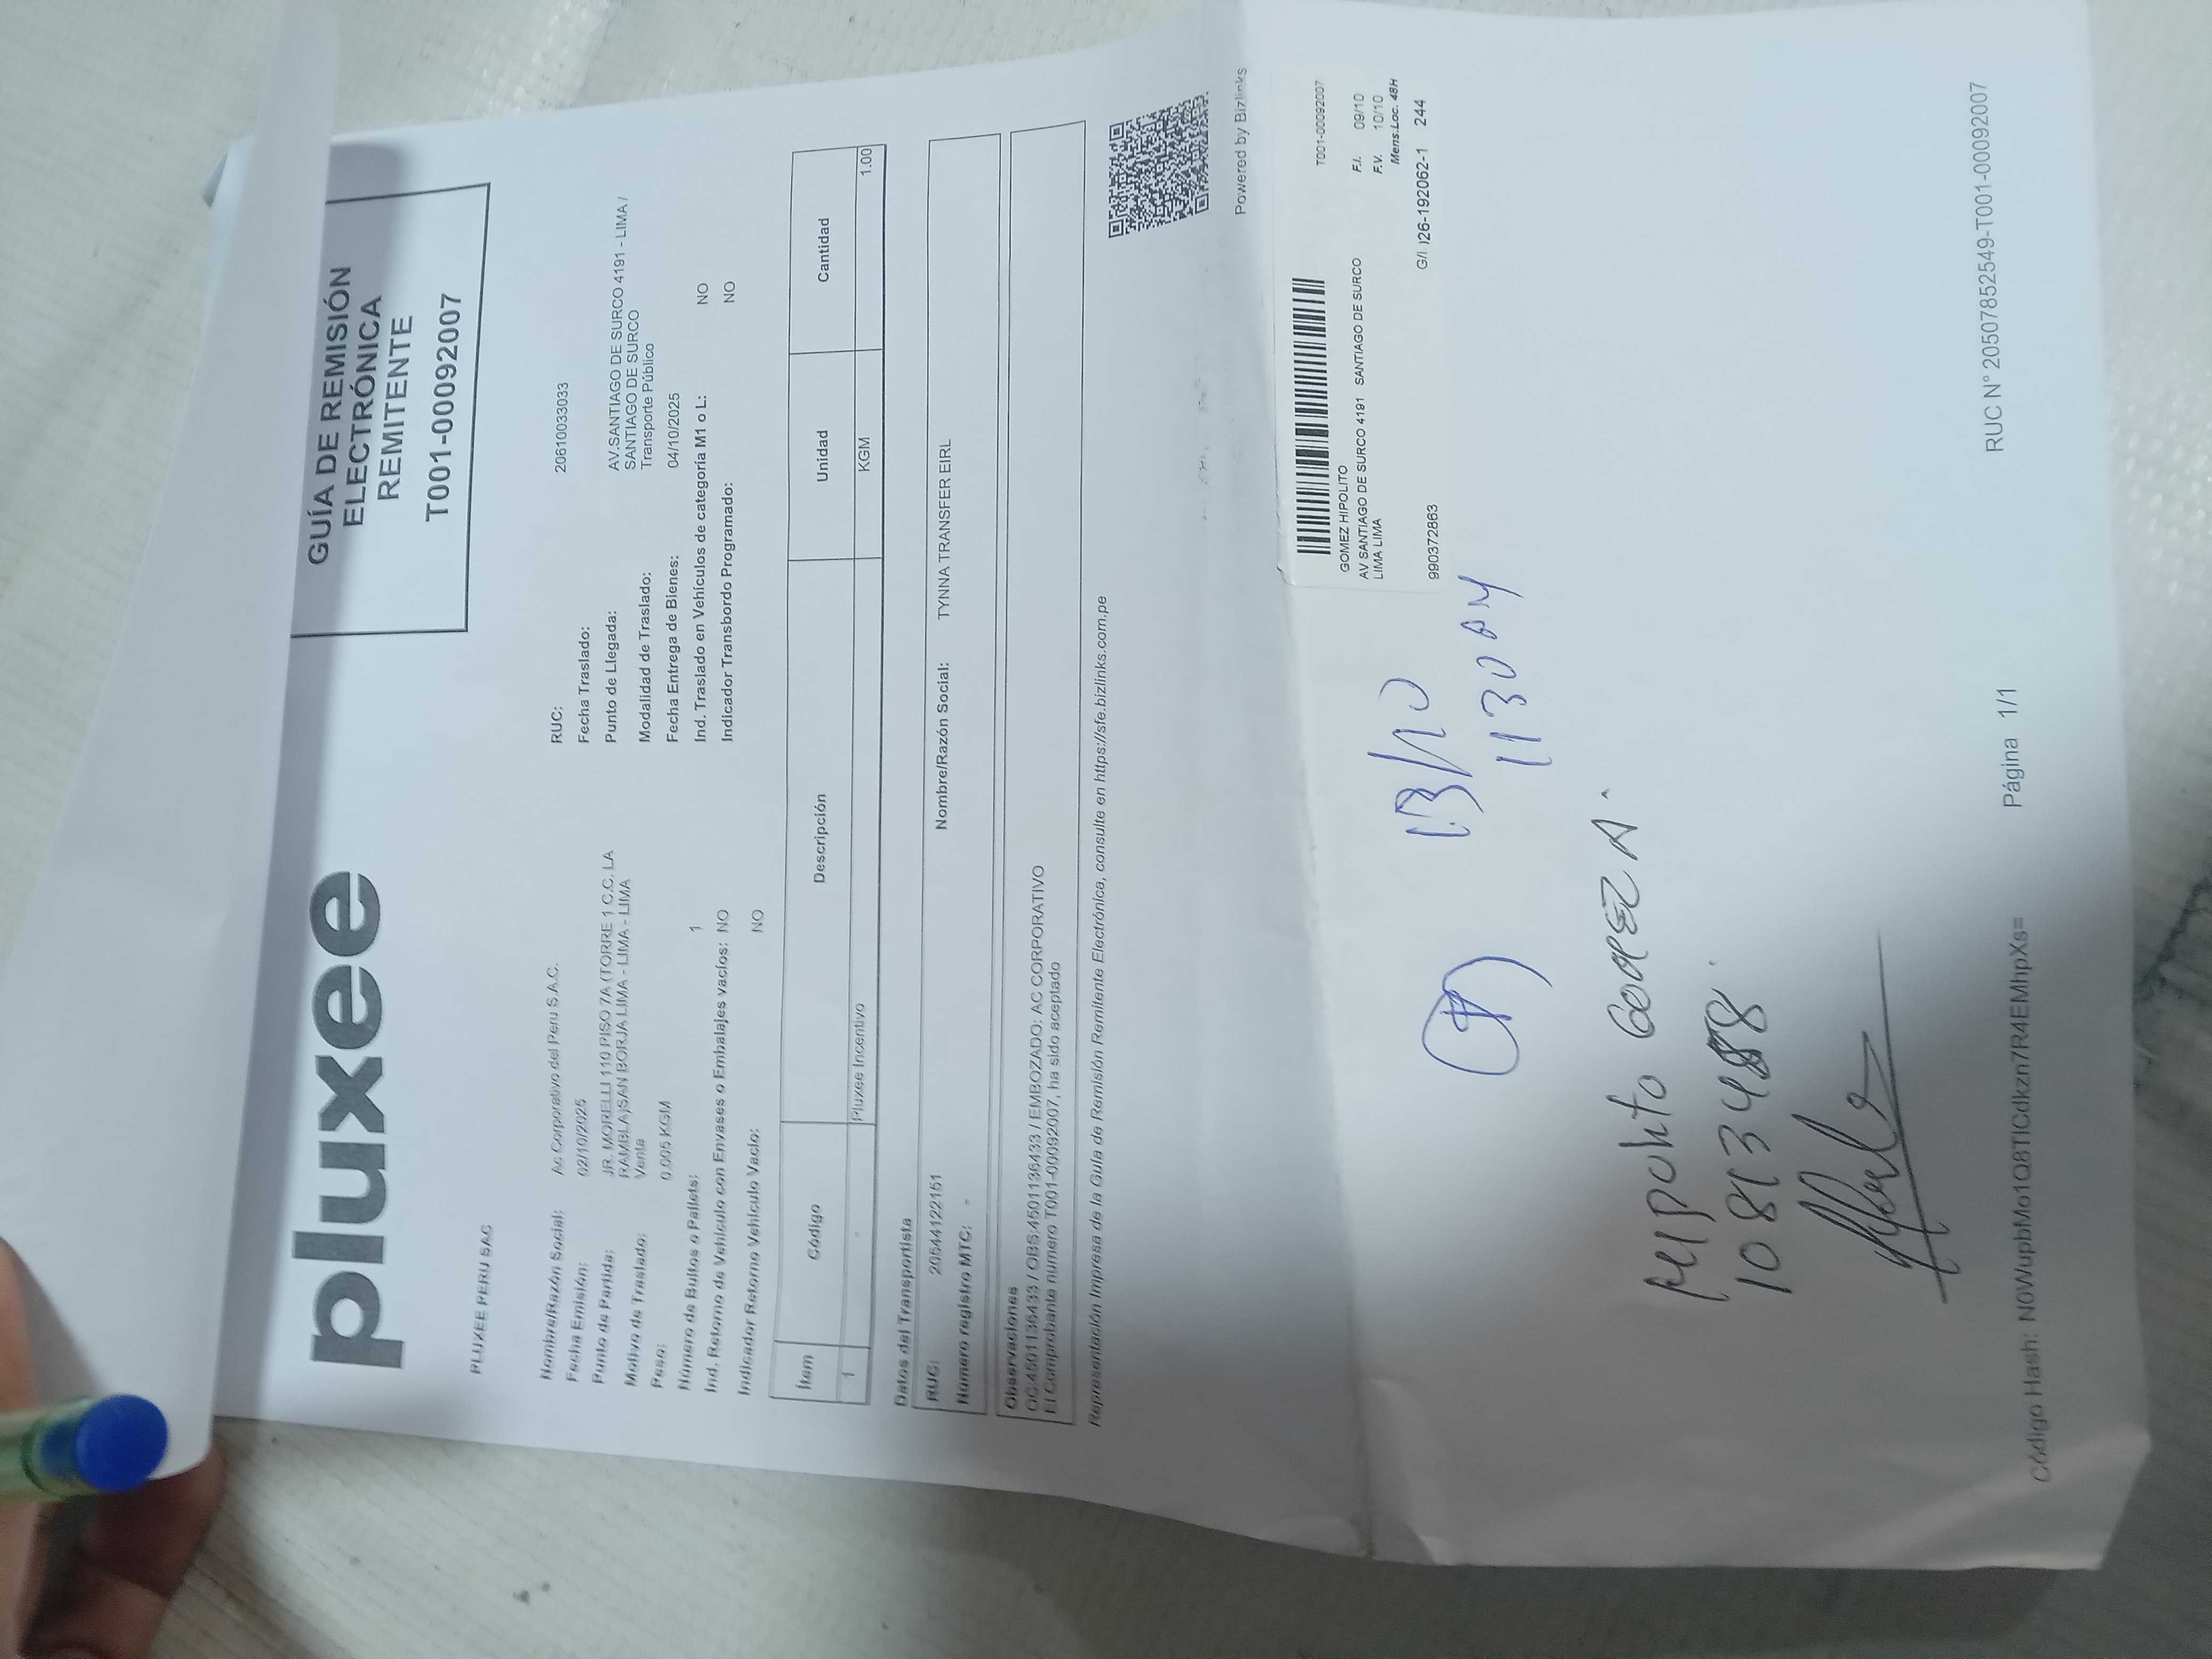 pluxee
GUÍA DE REMISIÓN
ELECTRÓNICA
REMITENTE
T001-00092007
PLUXEE PERU SAC
Nombre/Razón Social: Ac Corporativo del Peru S.A.C.
RUC: 20610033033
Fecha Emisión: 02/10/2025
Fecha Traslado:
Punto de Partida: JR. MORELLI 110 PISO 7A (TORRE 1 C.C. LA
RAMBLA)SAN BORJA LIMA - LIMA - LIMA
Punto de Llegada: AV.SANTIAGO DE SURCO 4191 - LIMA /
SANTIAGO DE SURCO
Motivo de Traslado: Venta
Modalidad de Traslado: Transporte Público
Peso: 0.005 KGM
Fecha Entrega de Bienes: 04/10/2025
Número de Bultos o Pallets: 1
Ind. Traslado en Vehículos de categoría M1 o L: NO
Ind. Retorno de Vehículo con Envases o Embalajes vacíos: NO
Indicador Transbordo Programado: NO
Indicador Retorno Vehículo Vacío: NO
Ítem Código Descripción Unidad Cantidad
1 - Pluxee Incentivo KGM 1.00
Datos del Transportista
RUC: 20544122151 Nombre/Razón Social: TYNNA TRANSFER EIRL
Número registro MTC: -
Observaciones
OC:4501136433 / OBS:4501136433 / EMBOZADO: AC CORPORATIVO
El Comprobante numero T001-00092007, ha sido aceptado
Representación Impresa de la Guía de Remisión Remitente Electrónica, consulte en https://sfe.bizlinks.com.pe
Powered by Bizlinks
T001-00092007
GOMEZ HIPOLITO
AV SANTIAGO DE SURCO 4191 SANTIAGO DE SURCO
LIMA LIMA
F.I. 09/10
F.V. 10/10
Mens.Loc. 48H
990372863
G/I 126-192062-1 244
13/10
1130 AM
Hipolito GOMEZ A.
Código Hash: N0WupbMo1Q8TlCdkzn7R4EMhpXs=
Página 1/1
RUC N° 20507852549-T001-00092007